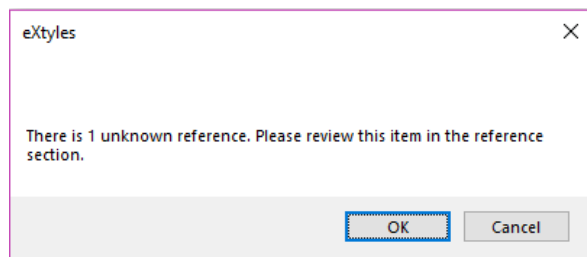 eXtyles
There is 1 unknown reference. Please review this item in the reference
section.
OK
Cancel